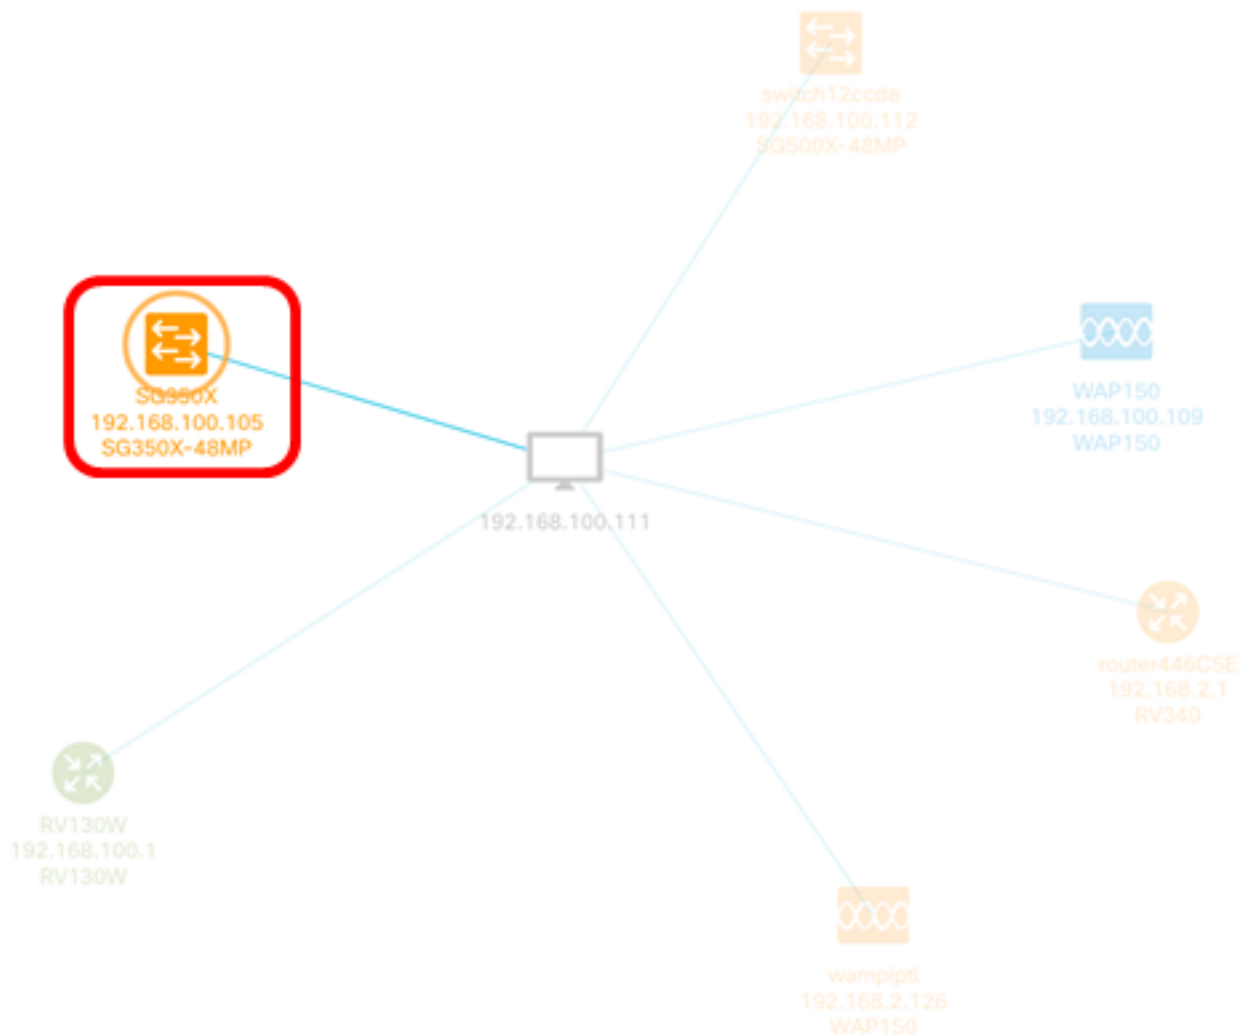 switch12ccde
192.168.100.112
SG500X-48MP
SG350X
192.168.100.105
SG350X-48MP
WAP150
192.168.100.109
WAP150
192.168.100.111
router446C5E
192.168.2.1
RV340
RV130W
192.168.100.1
RV130W
wampipti
192.168.2.126
WAP150